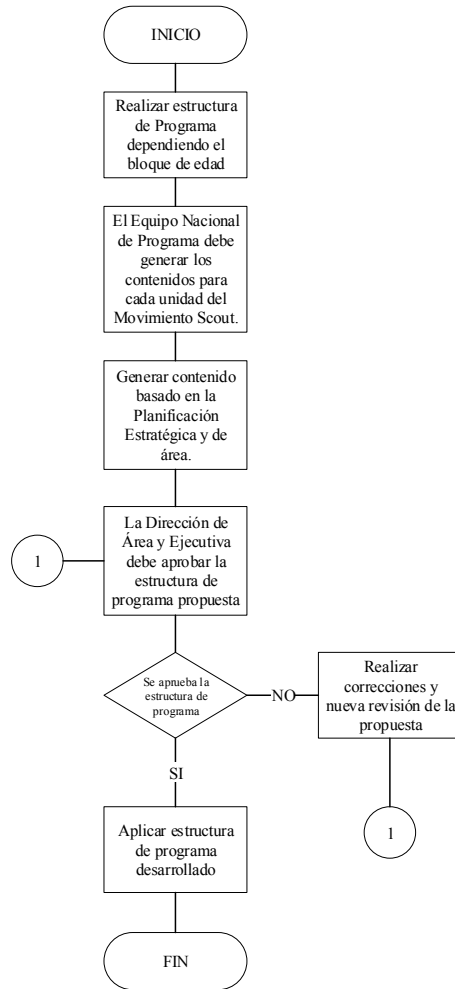 INICIO
Realizar estructura
de Programa
dependiendo el
bloque de edad
El Equipo Nacional
de Programa debe
generar los
contenidos para
cada unidad del
Movimiento Scout.
Generar contenido
basado en la
Planificación
Estratégica y de
área.
La Dirección de
Área y Ejecutiva
debe aprobar la
estructura de
programa propuesta
1
Se aprueba la
estructura de
programa
NO
Realizar
correcciones y
nueva revisión de la
propuesta
1
SI
Aplicar estructura
de programa
desarrollado
FIN